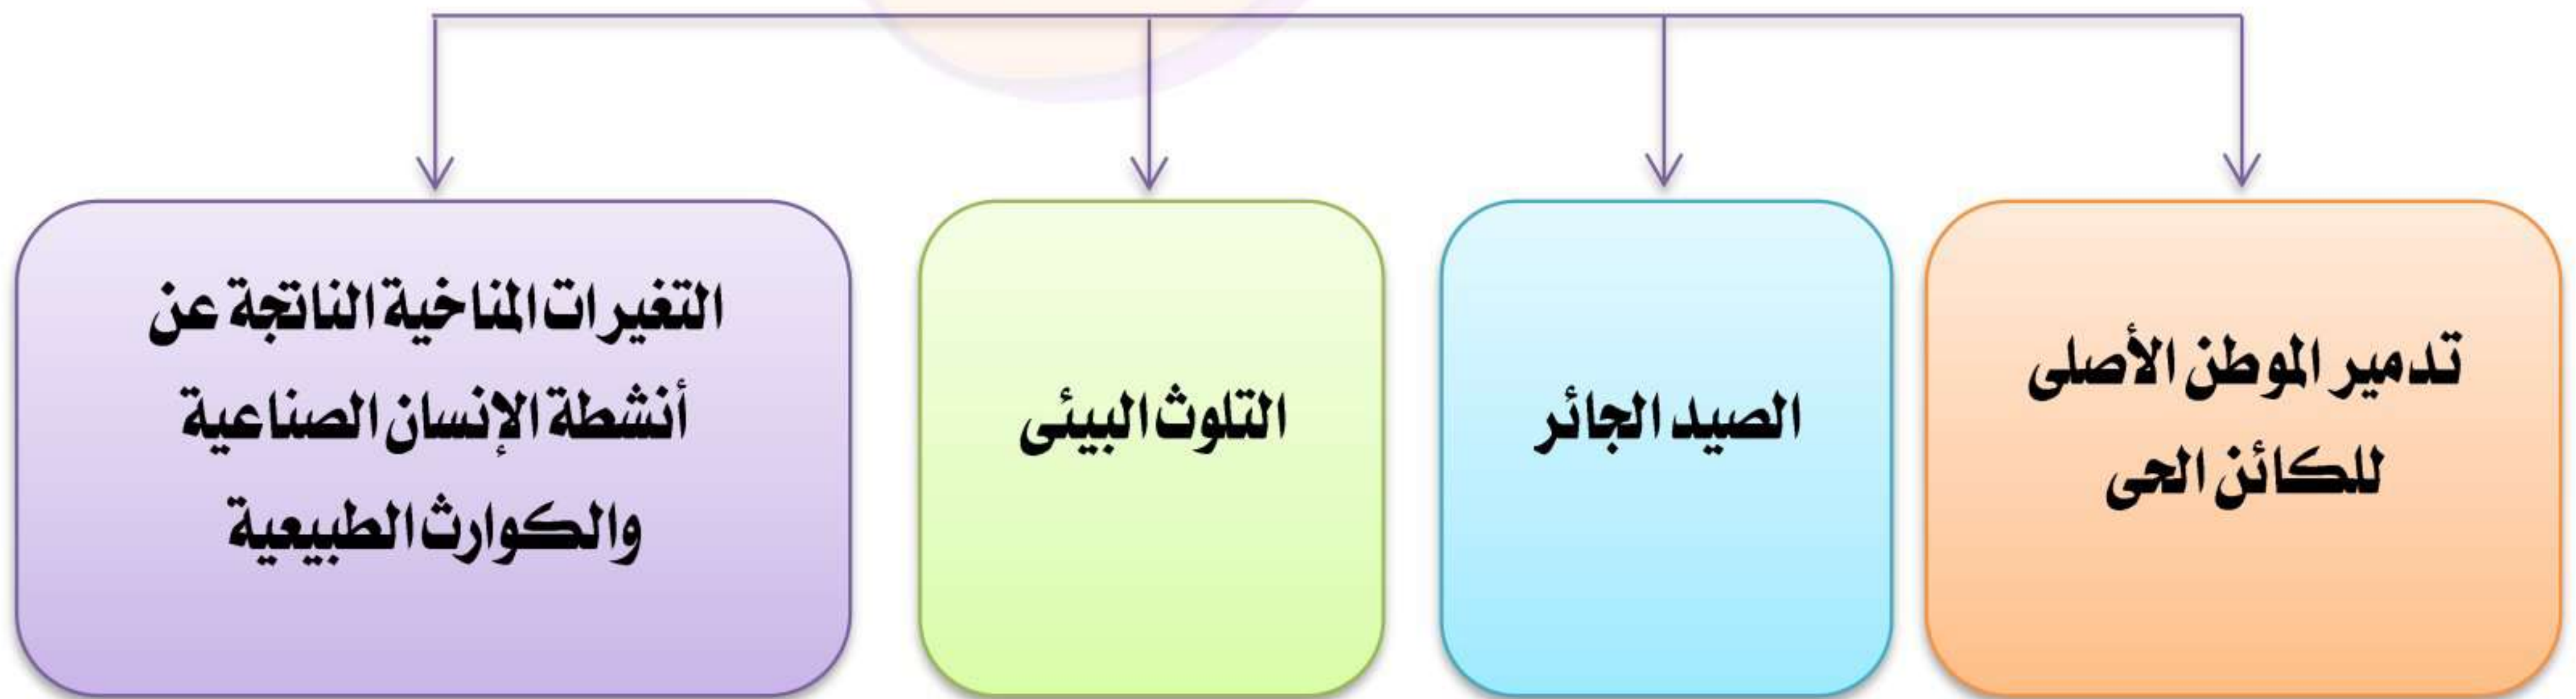 تدمير الموطن الأصلى
للكائن الحى
الصيد الجائر
التلوث البيئى
التغيرات المناخية الناتجة عن
أنشطة الإنسان الصناعية
والكوارث الطبيعية